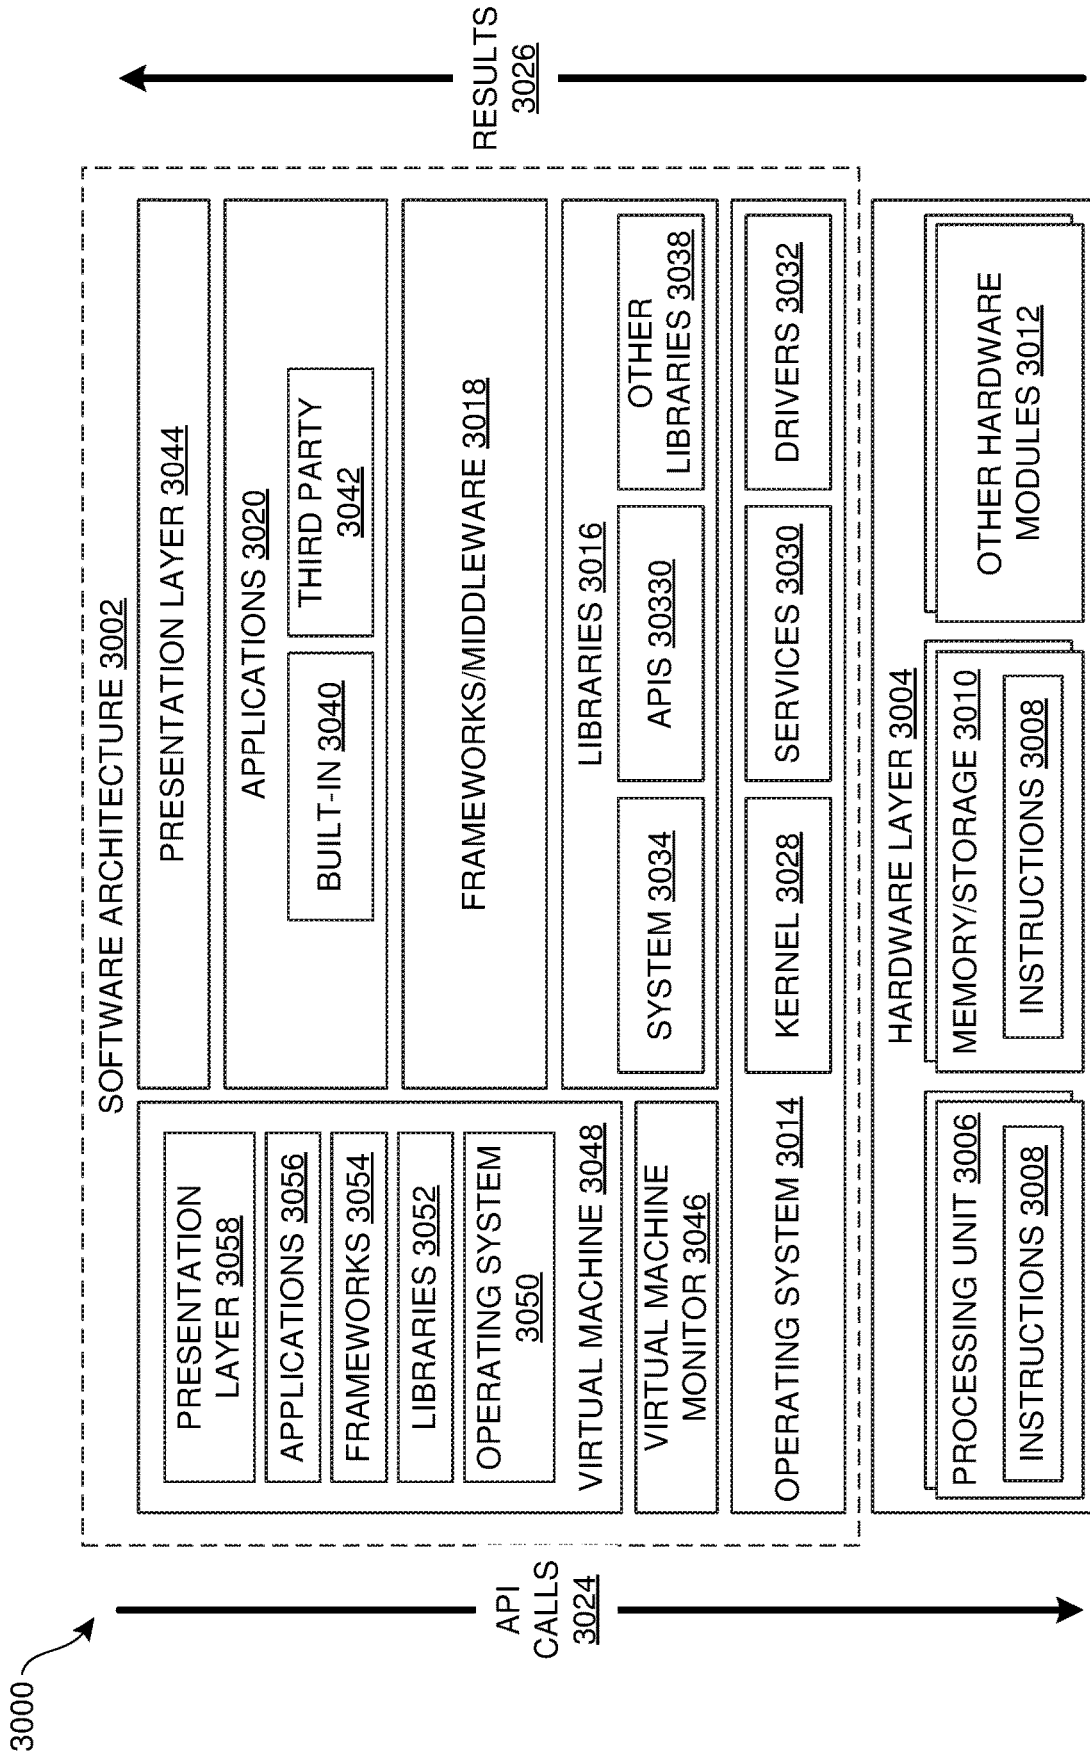 3000
SOFTWARE ARCHITECTURE 3002
PRESENTATION
LAYER 3058
APPLICATIONS 3056
FRAMEWORKS 3054
LIBRARIES 3052
OPERATING SYSTEM
3050
VIRTUAL MACHINE 3048
VIRTUAL MACHINE
MONITOR 3046
PRESENTATION LAYER 3044
APPLICATIONS 3020
BUILT-IN 3040
THIRD PARTY
3042
FRAMEWORKS/MIDDLEWARE 3018
LIBRARIES 3016
SYSTEM 3034
APIS 30330
OTHER
LIBRARIES 3038
OPERATING SYSTEM 3014
KERNEL 3028
SERVICES 3030
DRIVERS 3032
HARDWARE LAYER 3004
PROCESSING UNIT 3006
INSTRUCTIONS 3008
MEMORY/STORAGE 3010
INSTRUCTIONS 3008
OTHER HARDWARE
MODULES 3012
API
CALLS
3024
RESULTS
3026